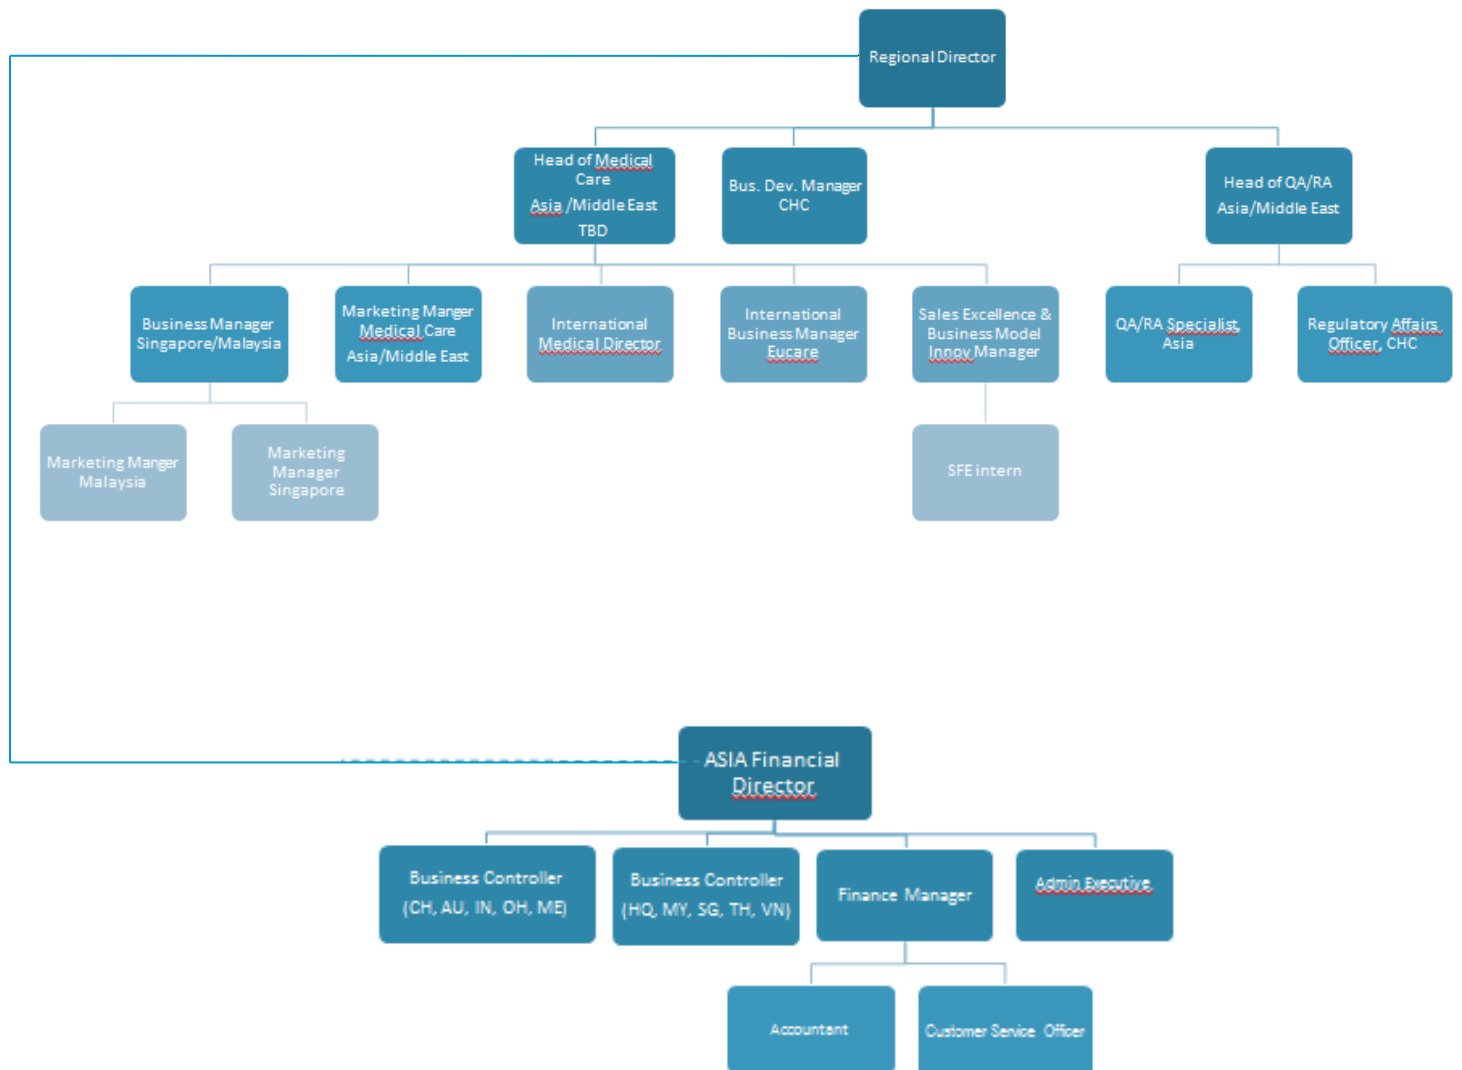 Regional Director
Head of Medical
Care
Asia /Middle East
TBD
Bus. Dev. Manager
CHC
Head of QA/RA
Asia/Middle East
Business Manager
Singapore/Malaysia
Marketing Manger
Medical Care
Asia/Middle East
International
Medical Director
International
Business Manager
Eucare
Sales Excellence &
Business Model
Innov Manager
QA/RA Specialist,
Asia
Regulatory Affairs
Officer, CHC
Marketing Manger
Malaysia
Marketing
Manager
Singapore
SFE intern
ASIA Financial
Director
Business Controller
(CH, AU, IN, OH, ME)
Business Controller
(HQ, MY, SG, TH, VN)
Finance Manager
Admin Executive
Accountant
Customer Service Officer